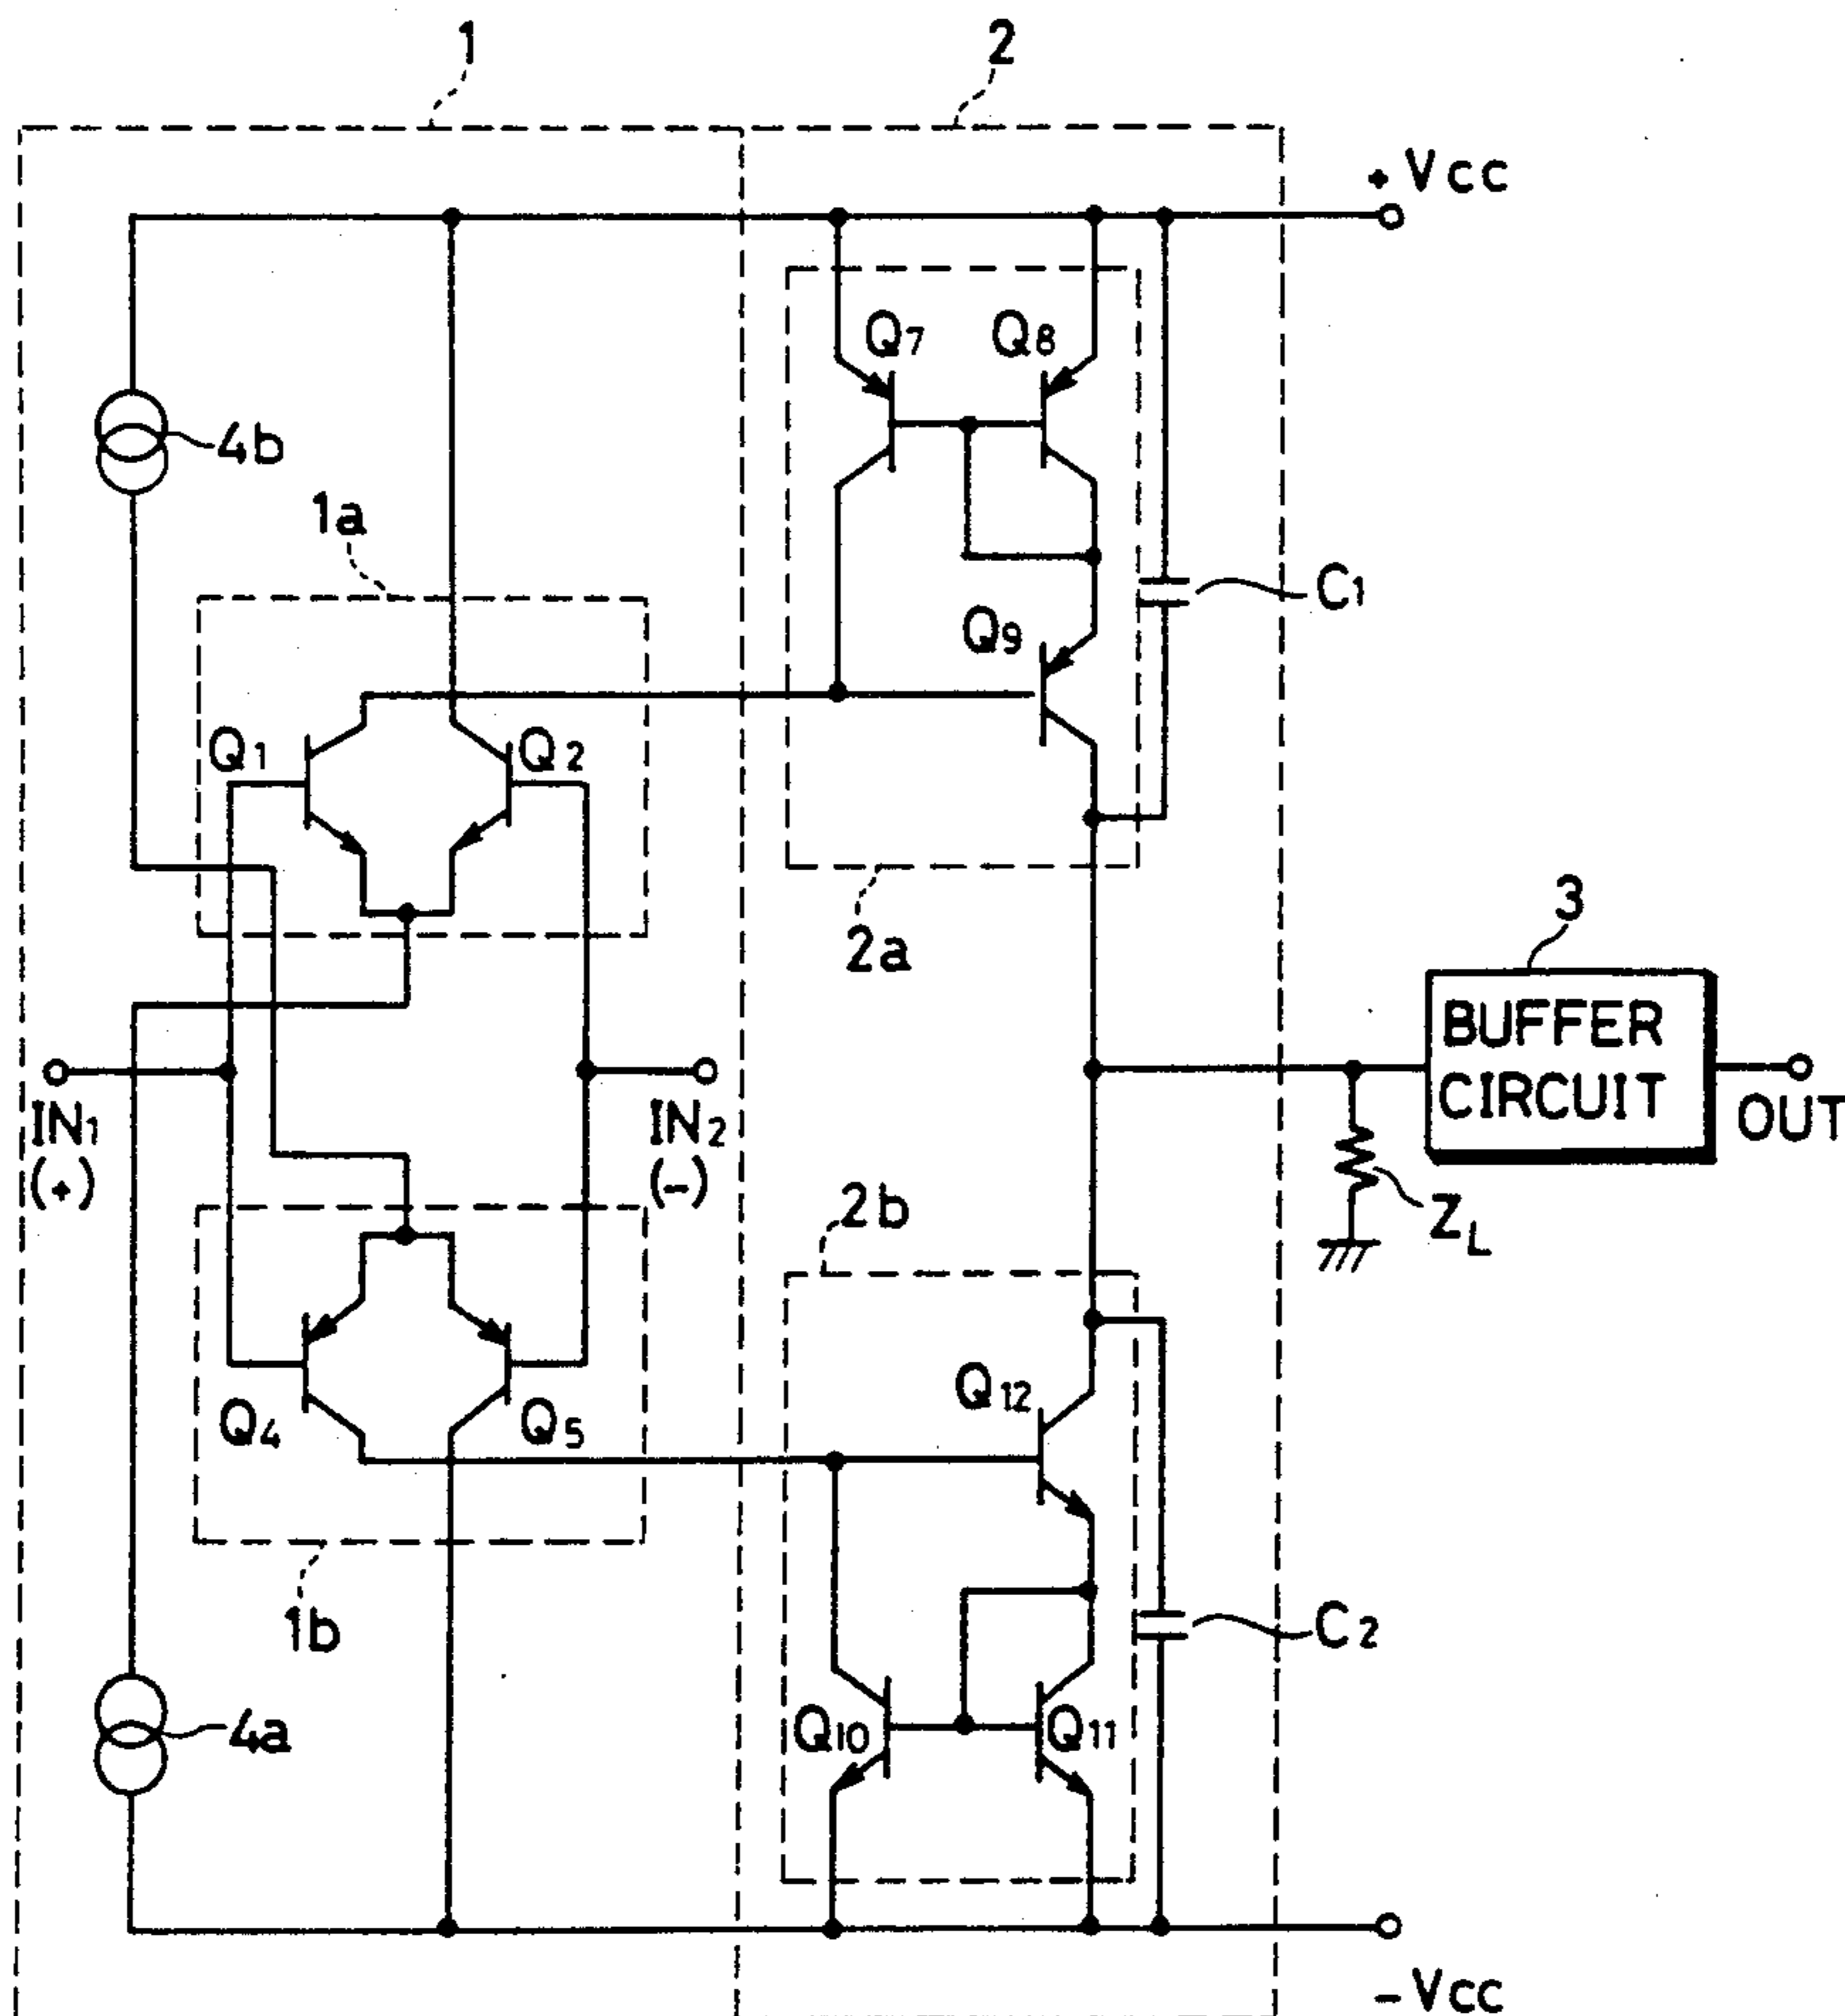 1
2
+ Vcc
Q7
Q8
4b
1a
C1
Q9
Q1
Q2
2a
3
BUFFER
CIRCUIT
OUT
IN1
(+)
IN2
(-)
ZL
2b
Q12
Q4
Q5
1b
C2
Q10
Q11
4a
- Vcc